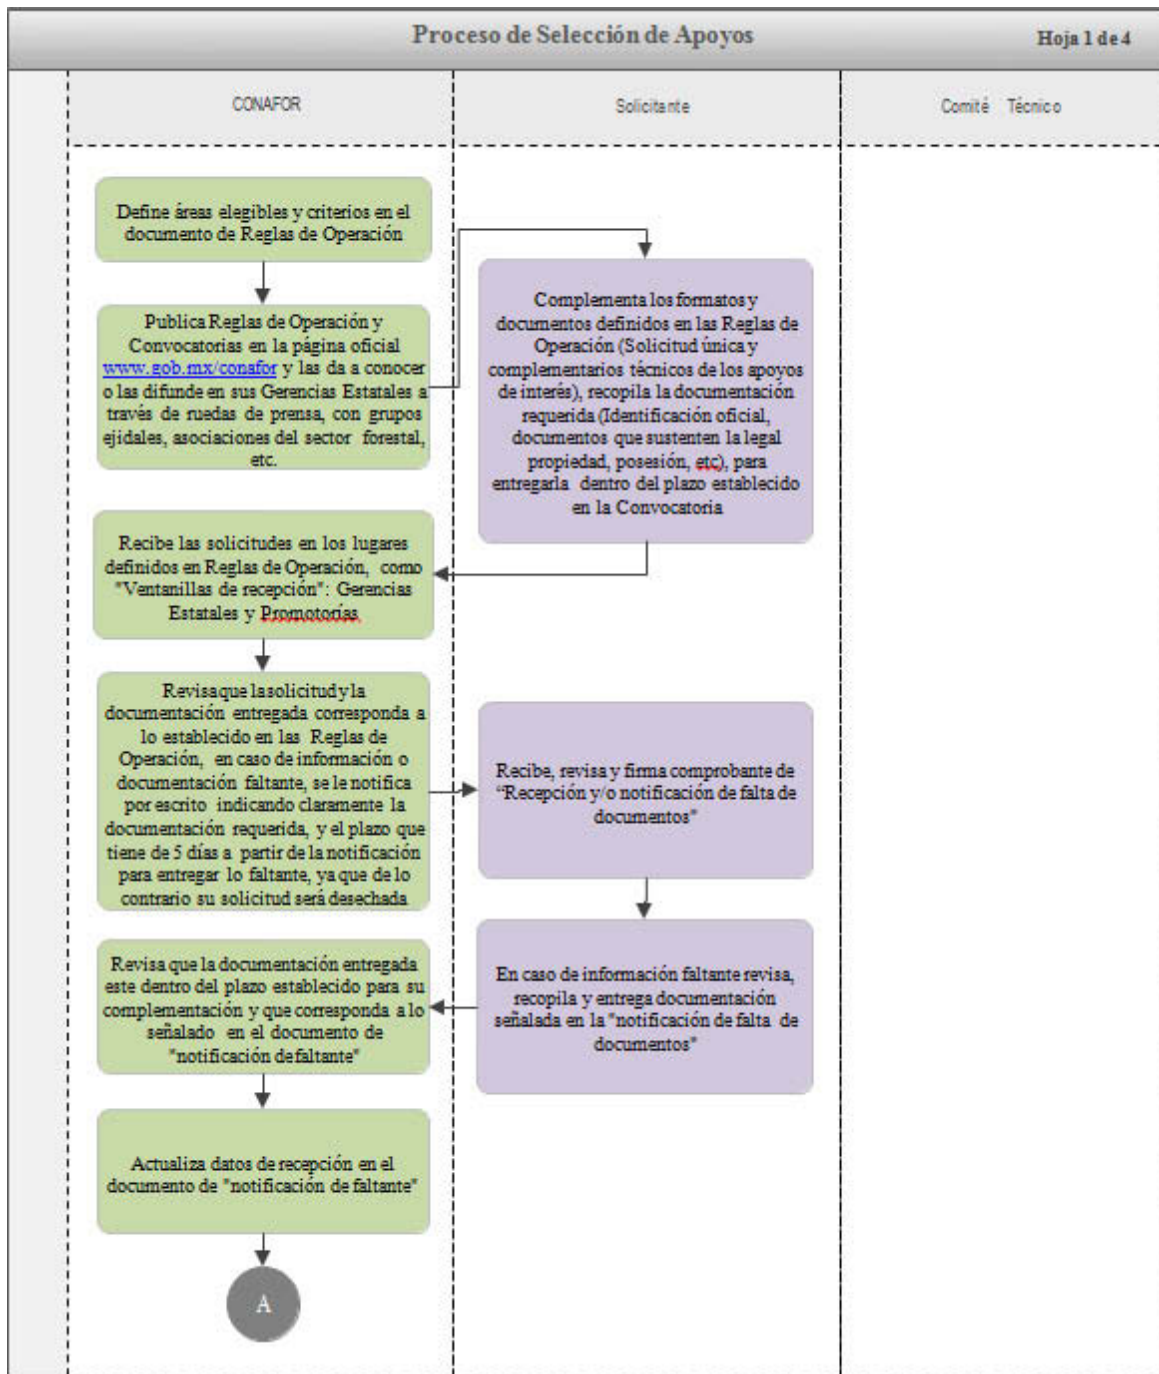 Proceso de Selección de Apoyos
Hoja 1 de 4
CONAFOR
Solicitante
Comité Técnico
Define áreas elegibles y criterios en el
documento de Reglas de Operación
Publica Reglas de Operación y
Convocatorias en la página oficial
www.gob.mx/conafor y las da a conocer
o las difunde en sus Gerencias Estatales a
través de ruedas de prensa, con grupos
ejidales, asociaciones del sector forestal,
etc.
Complementa los formatos y
documentos definidos en las Reglas de
Operación (Solicitud única y
complementarios técnicos de los apoyos
de interés), recopila la documentación
requerida (Identificación oficial,
documentos que sustenten la legal
propiedad, posesión, etc), para
entregarla dentro del plazo establecido
en la Convocatoria
Recibe las solicitudes en los lugares
definidos en Reglas de Operación, como
"Ventanillas de recepción": Gerencias
Estatales y Promotorías.
Revisa que la solicitud y la
documentación entregada corresponda a
lo establecido en las Reglas de
Operación, en caso de información o
documentación faltante, se le notifica
por escrito indicando claramente la
documentación requerida, y el plazo que
tiene de 5 días a partir de la notificación
para entregar lo faltante, ya que de lo
contrario su solicitud será desechada
Recibe, revisa y firma comprobante de
“Recepción y/o notificación de falta de
documentos"
En caso de información faltante revisa,
recopila y entrega documentación
señalada en la "notificación de falta de
documentos"
Revisa que la documentación entregada
este dentro del plazo establecido para su
complementación y que corresponda a lo
señalado en el documento de
"notificación de faltante"
Actualiza datos de recepción en el
documento de "notificación de faltante"
A